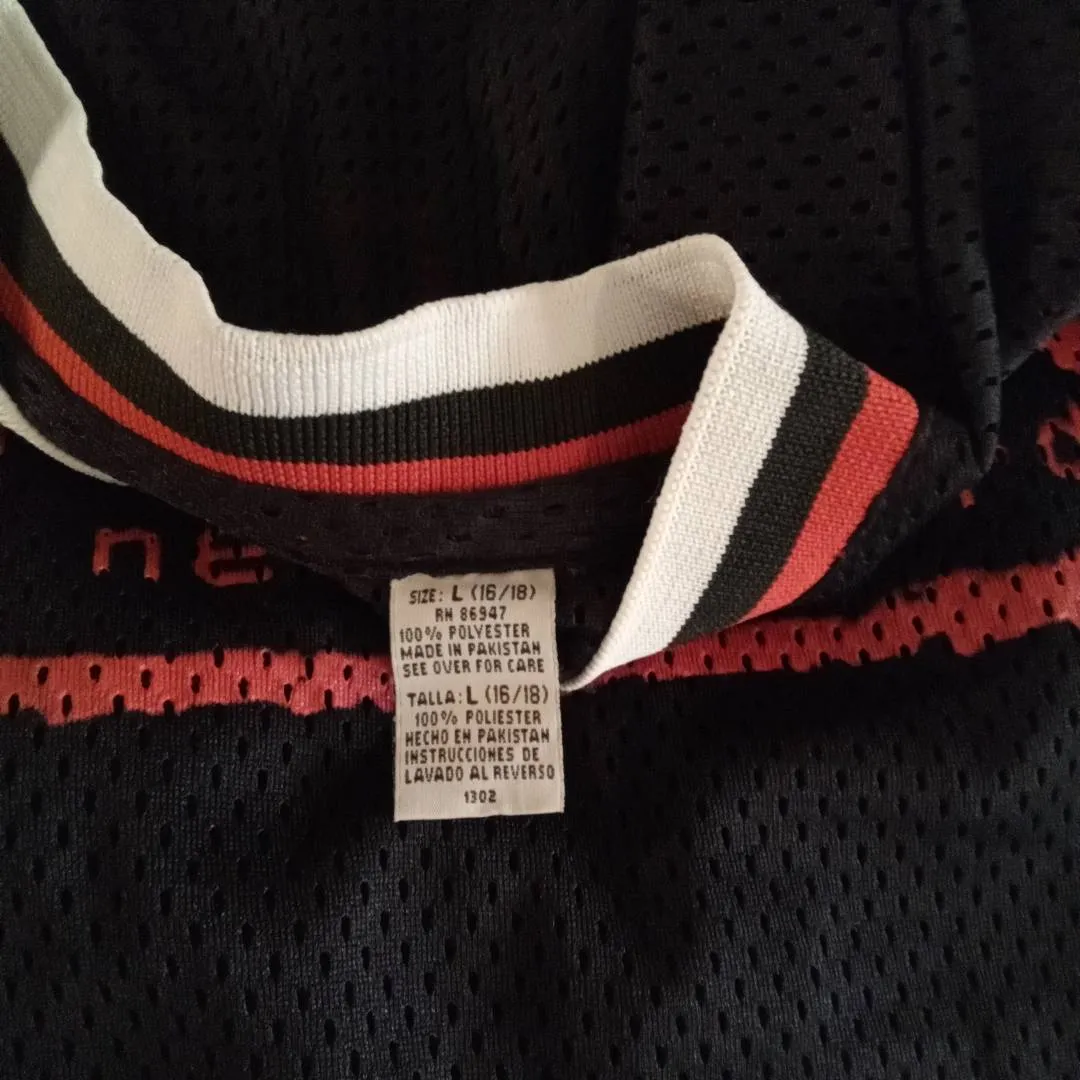 SIZE: L (16/18)
RN 86947
100% POLYESTER
MADE IN PAKISTAN
SEE OVER FOR CARE
TALLA: L (16/18)
100% POLIESTER
HECHO EN PAKISTAN
INSTRUCCIONES DE
LAVADO AL REVERSO
1302